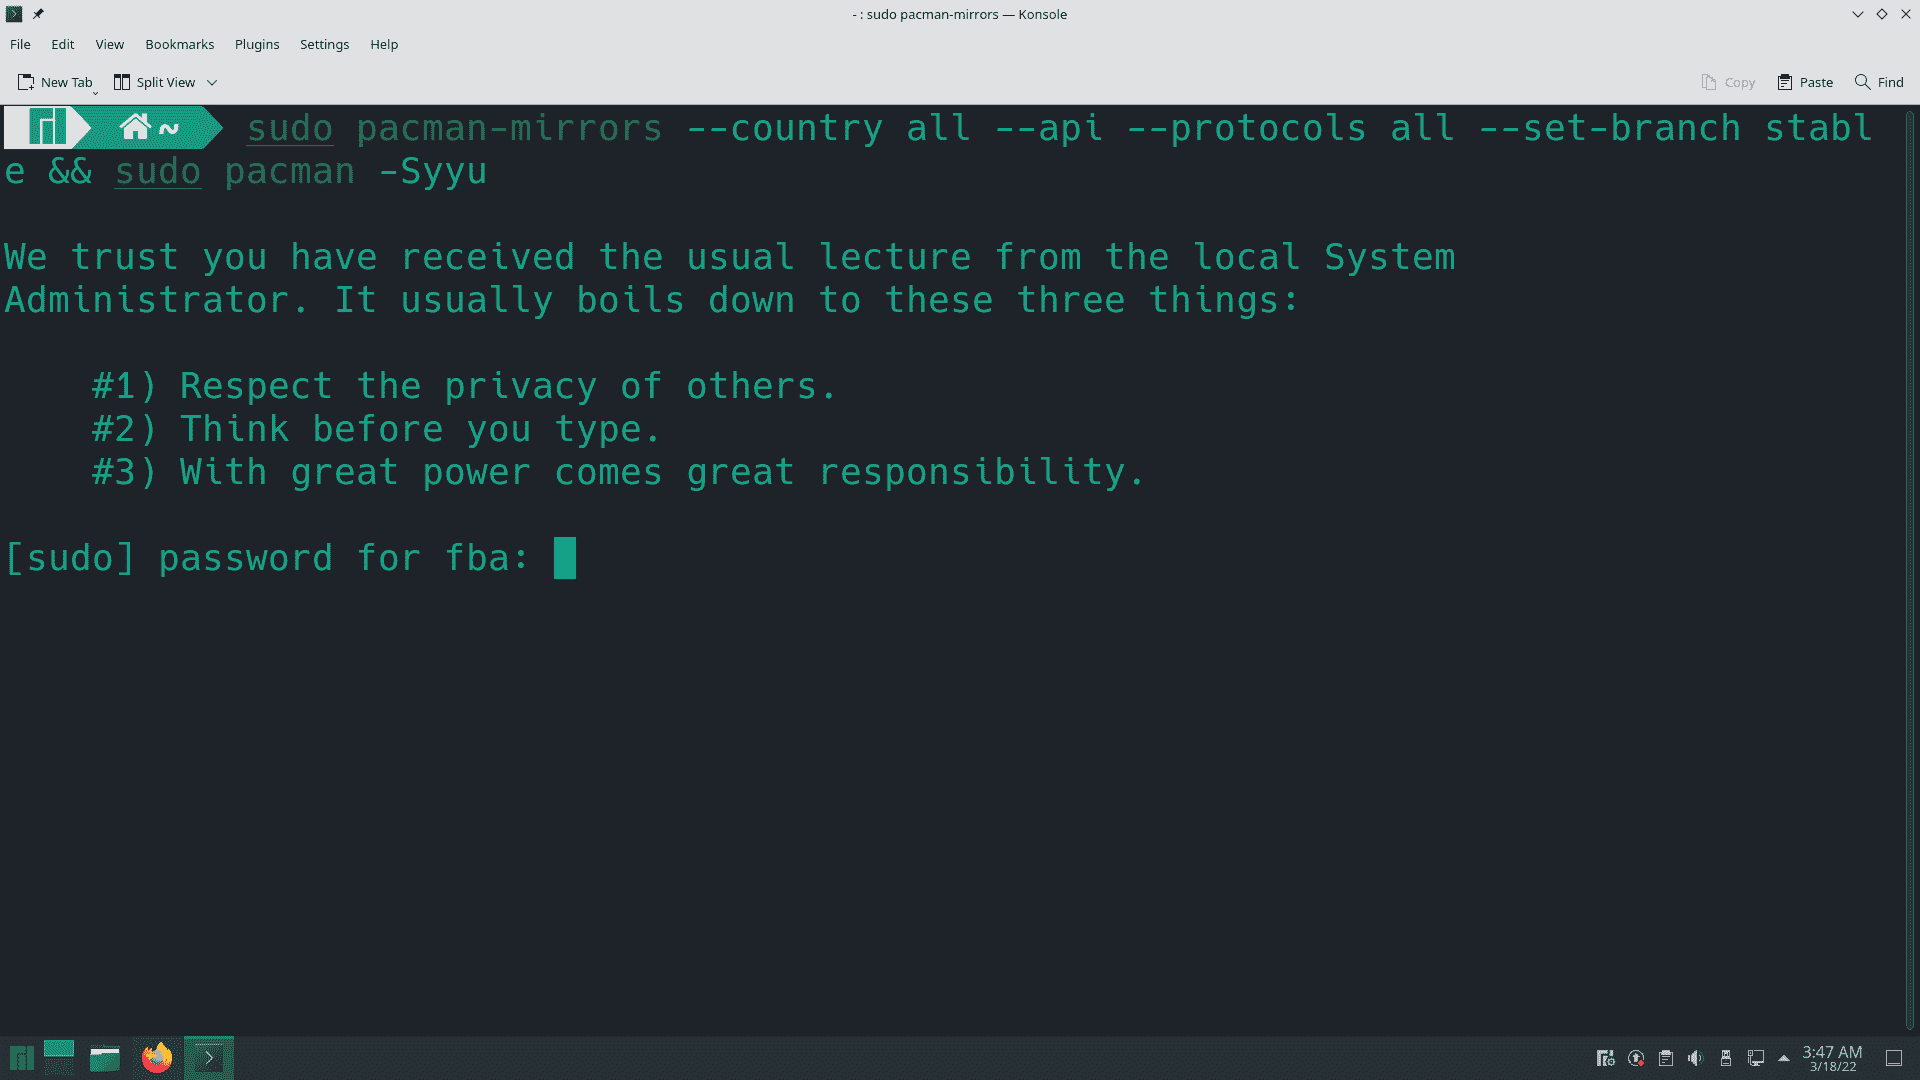 - : sudo pacman-mirrors — Konsole
File Edit View Bookmarks Plugins Settings Help
New Tab Split View Copy Paste Find
~ sudo pacman-mirrors --country all --api --protocols all --set-branch stabl
e && sudo pacman -Syyu
We trust you have received the usual lecture from the local System
Administrator. It usually boils down to these three things:
#1) Respect the privacy of others.
#2) Think before you type.
#3) With great power comes great responsibility.
[sudo] password for fba:
3:47 AM
3/18/22